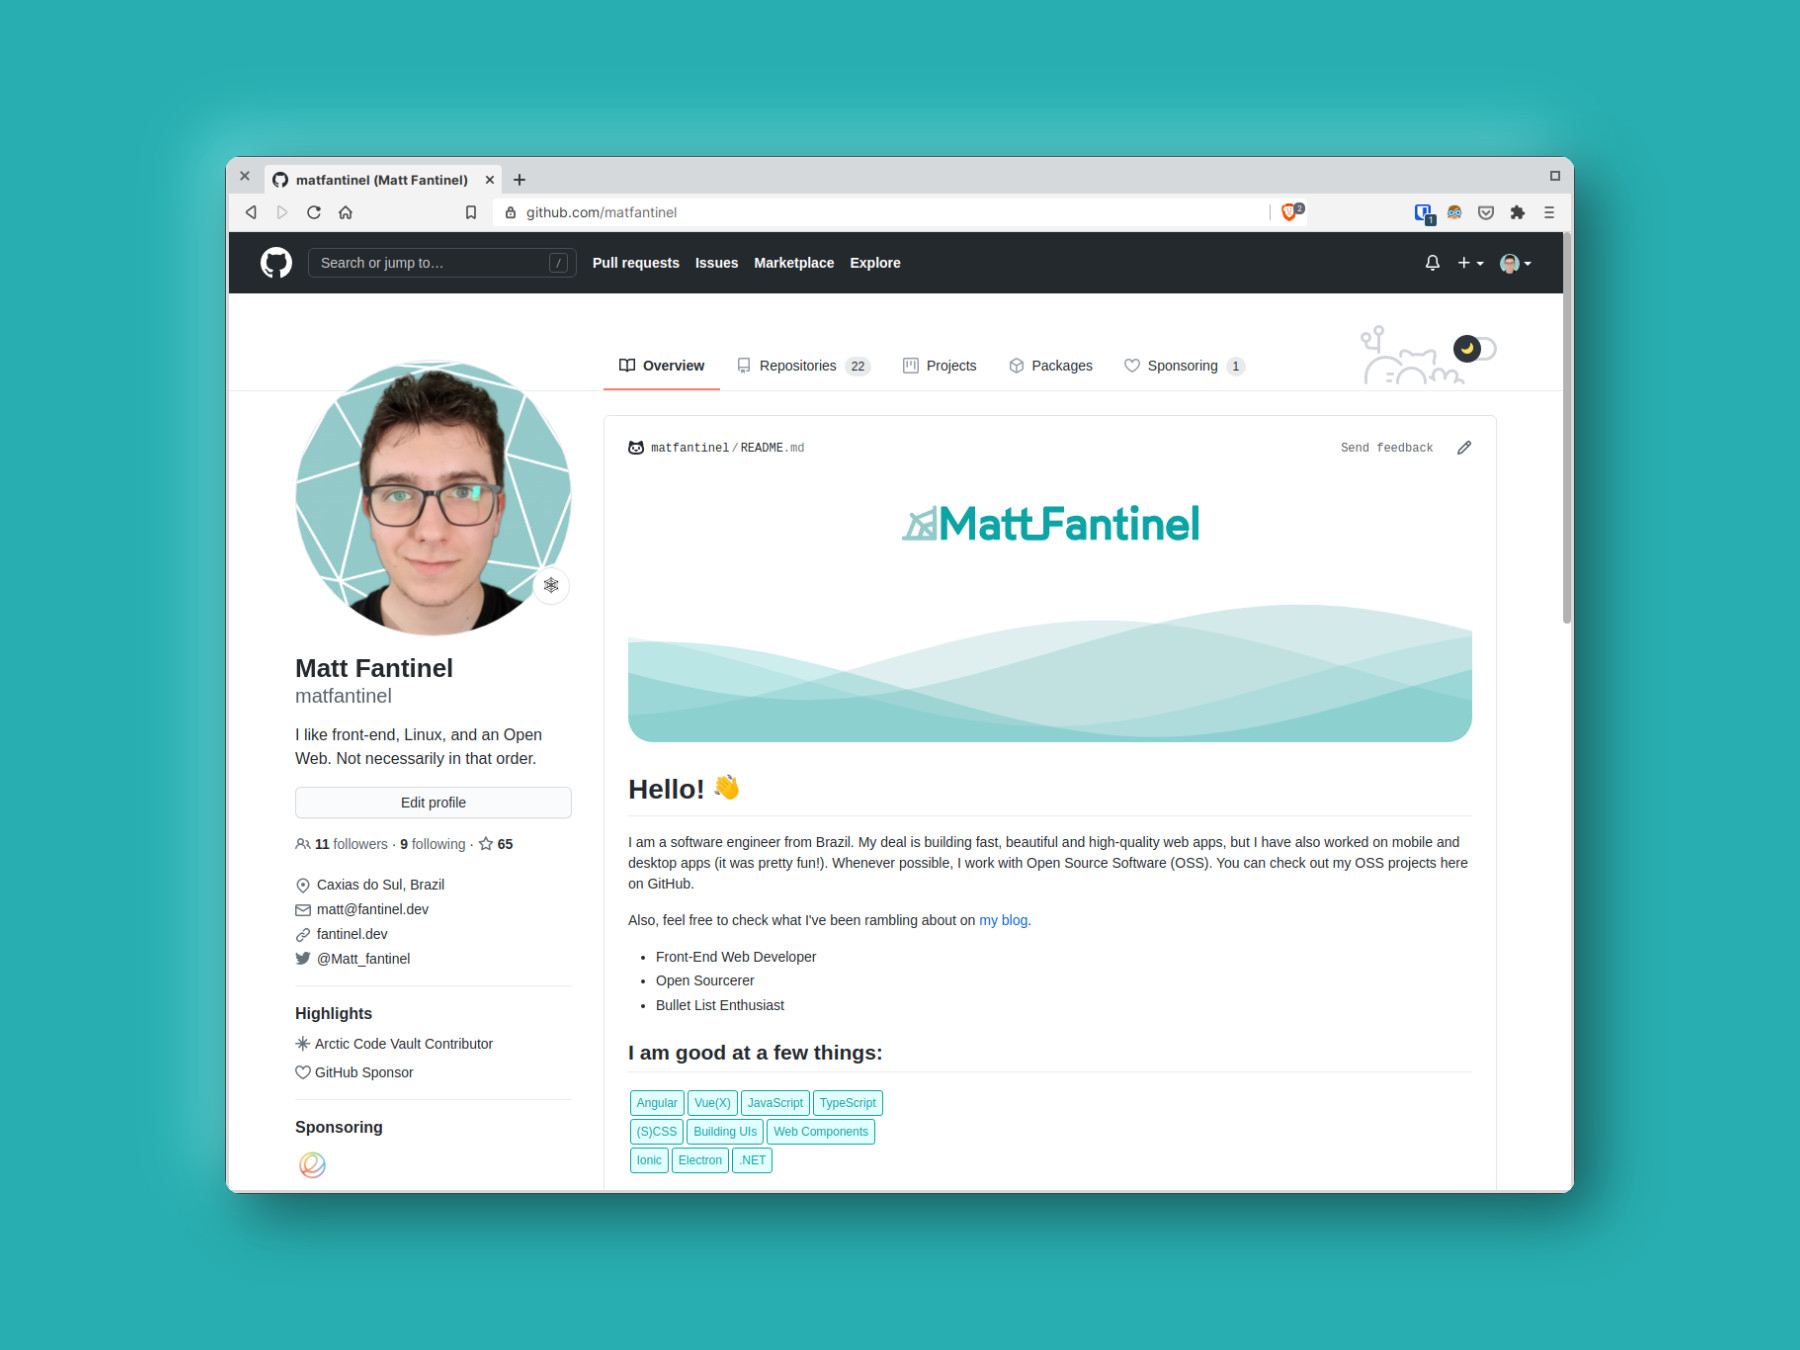 matfantinel (Matt Fantinel)
github.com/matfantinel
2
1
Search or jump to…
/
Pull requests
Issues
Marketplace
Explore
Overview
Repositories 22
Projects
Packages
Sponsoring 1
matfantinel/README.md
Send feedback
Matt Fantinel
Matt Fantinel
matfantinel
I like front-end, Linux, and an Open
Web. Not necessarily in that order.
Edit profile
11 followers · 9 following · 65
Caxias do Sul, Brazil
matt@fantinel.dev
fantinel.dev
@Matt_fantinel
Highlights
Arctic Code Vault Contributor
GitHub Sponsor
Sponsoring
Hello! 👋
I am a software engineer from Brazil. My deal is building fast, beautiful and high-quality web apps, but I have also worked on mobile and
desktop apps (it was pretty fun!). Whenever possible, I work with Open Source Software (OSS). You can check out my OSS projects here
on GitHub.
Also, feel free to check what I've been rambling about on my blog.
• Front-End Web Developer
• Open Sourcerer
• Bullet List Enthusiast
I am good at a few things:
Angular Vue(X) JavaScript TypeScript
(S)CSS Building UIs Web Components
Ionic Electron .NET